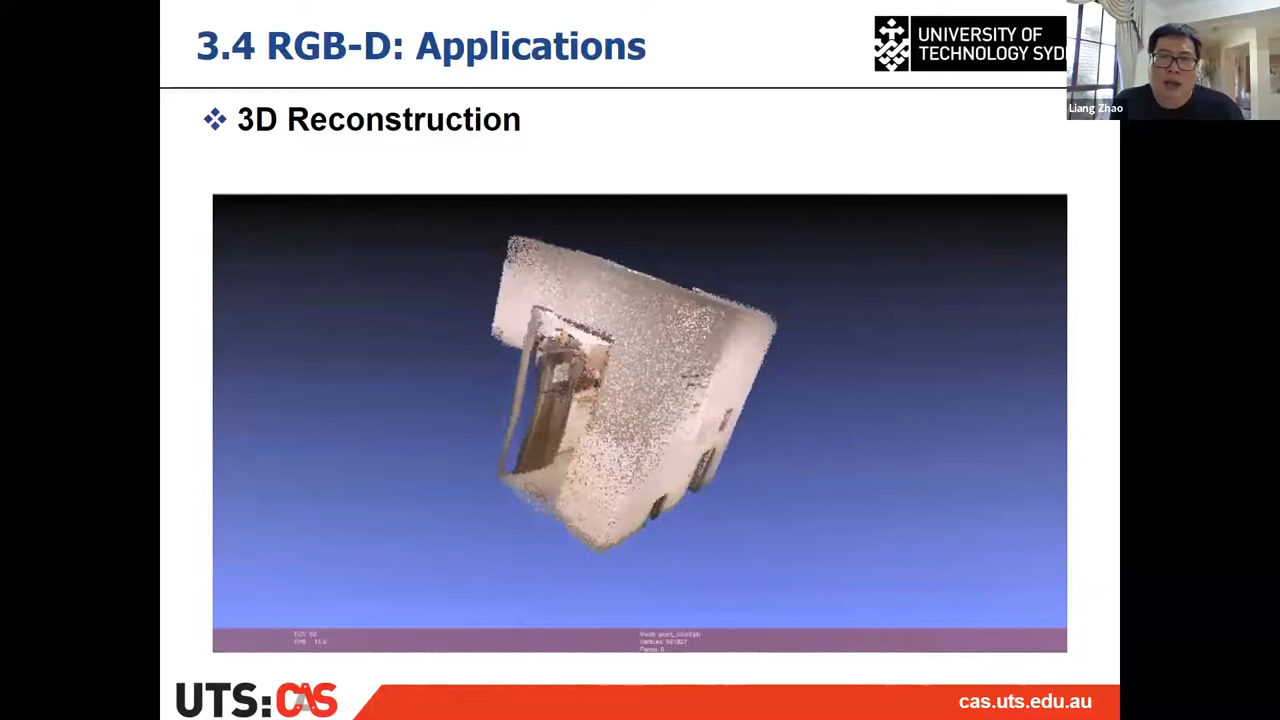 3.4 RGB-D: Applications
UNIVERSITY OF
TECHNOLOGY SYD
Liang Zhao
3D Reconstruction
UTS:CAS
cas.uts.edu.au